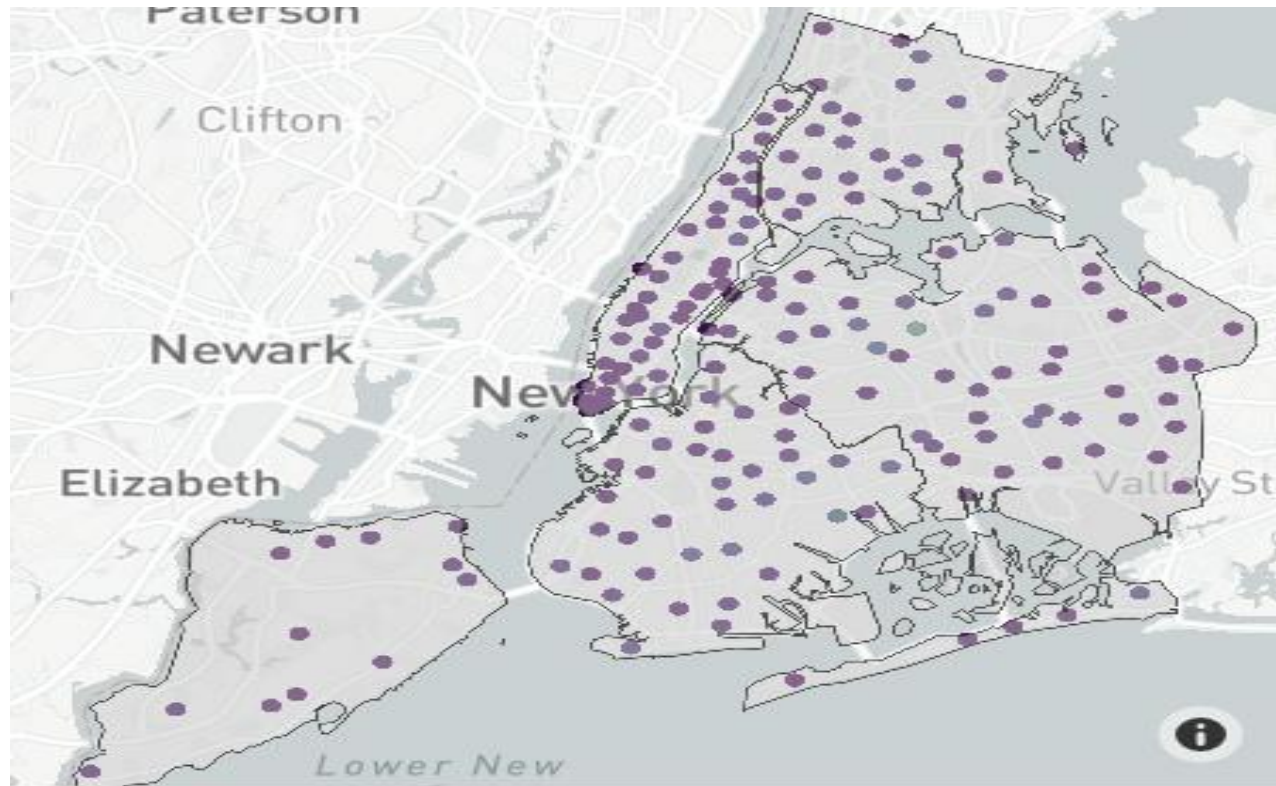 Paterson
Clifton
Newark
New York
Elizabeth
Valley St
Lower New
i